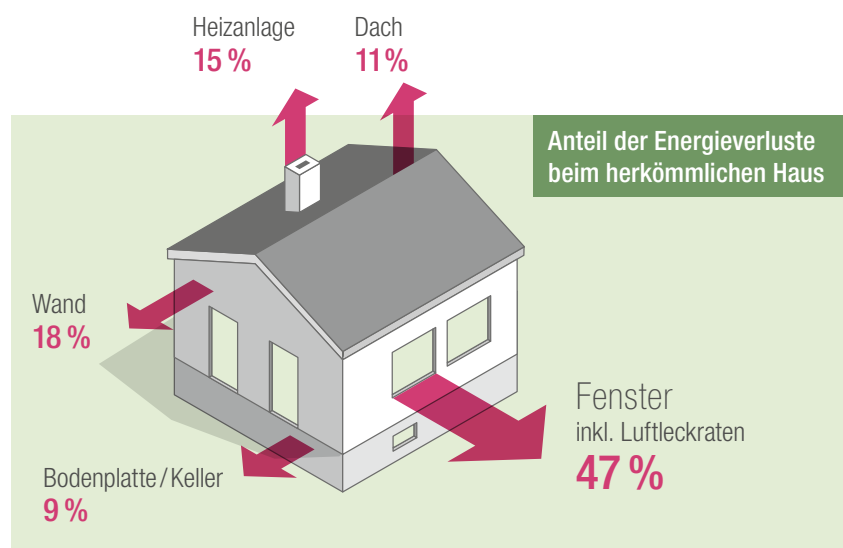 Heizanlage
15 %
Dach
11 %
Anteil der Energieverluste
beim herkömmlichen Haus
Wand
18 %
Fenster
inkl. Luftleckraten
47 %
Bodenplatte / Keller
9 %